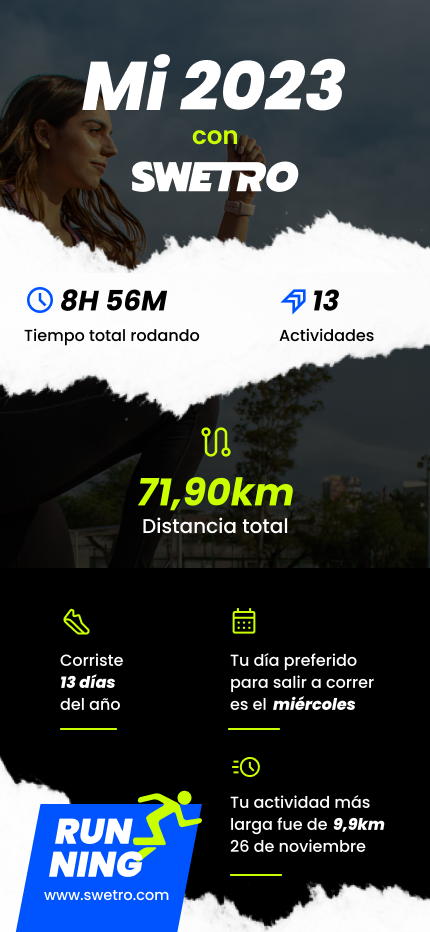 Mi 2023
con
SWETRO
8H 56M
Tiempo total rodando
13
Actividades
71,90km
Distancia total
Corriste
13 días
del año
Tu día preferido
para salir a correr
es el miércoles
Tu actividad más
larga fue de 9,9km
26 de noviembre
RUN
NING
www.swetro.com